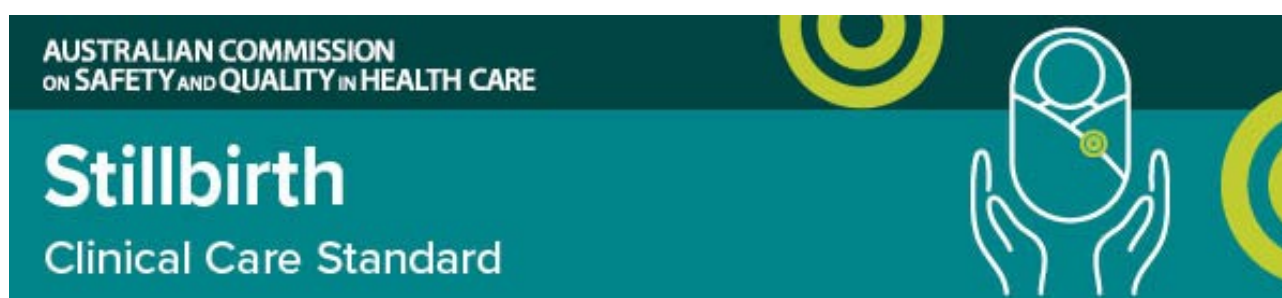 AUSTRALIAN COMMISSION
ON SAFETY AND QUALITY IN HEALTH CARE
Stillbirth
Clinical Care Standard